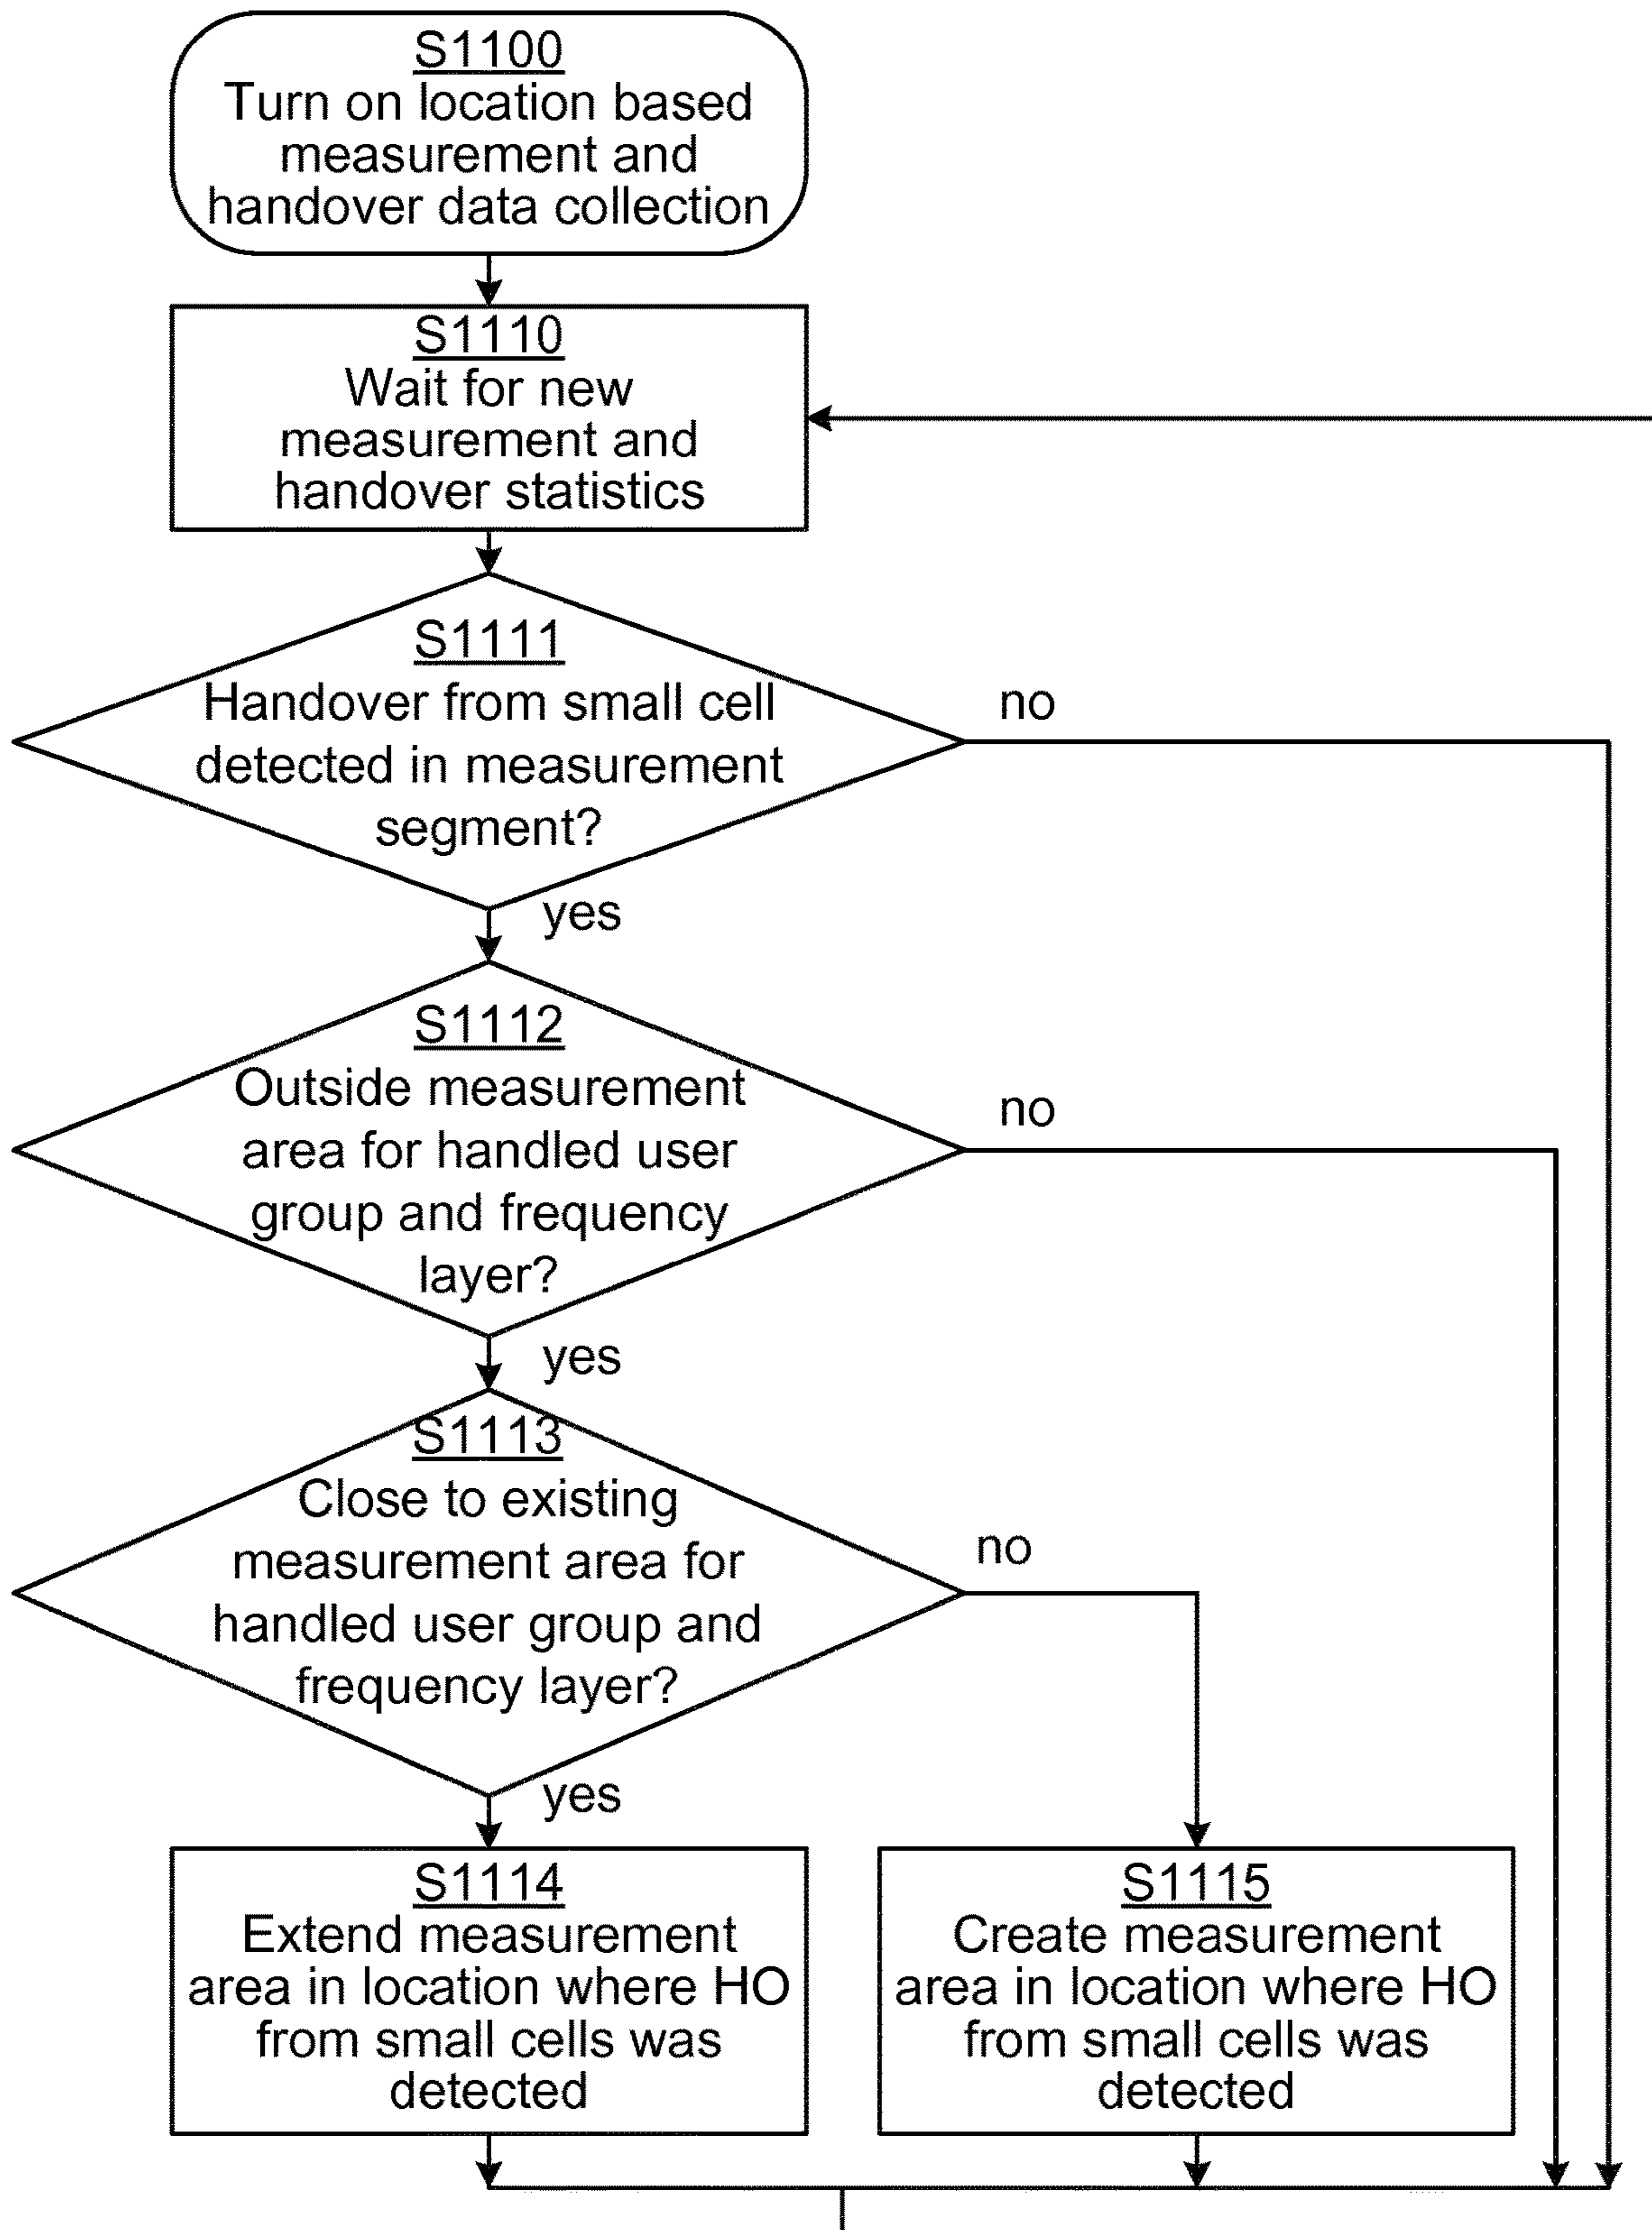 S1100
Turn on location based
measurement and
handover data collection
S1110
Wait for new
measurement and
handover statistics
S1111
Handover from small cell
detected in measurement
segment?
no
yes
S1112
Outside measurement
area for handled user
group and frequency
layer?
no
yes
S1113
Close to existing
measurement area for
handled user group and
frequency layer?
no
yes
S1114
Extend measurement
area in location where HO
from small cells was
detected
S1115
Create measurement
area in location where HO
from small cells was
detected